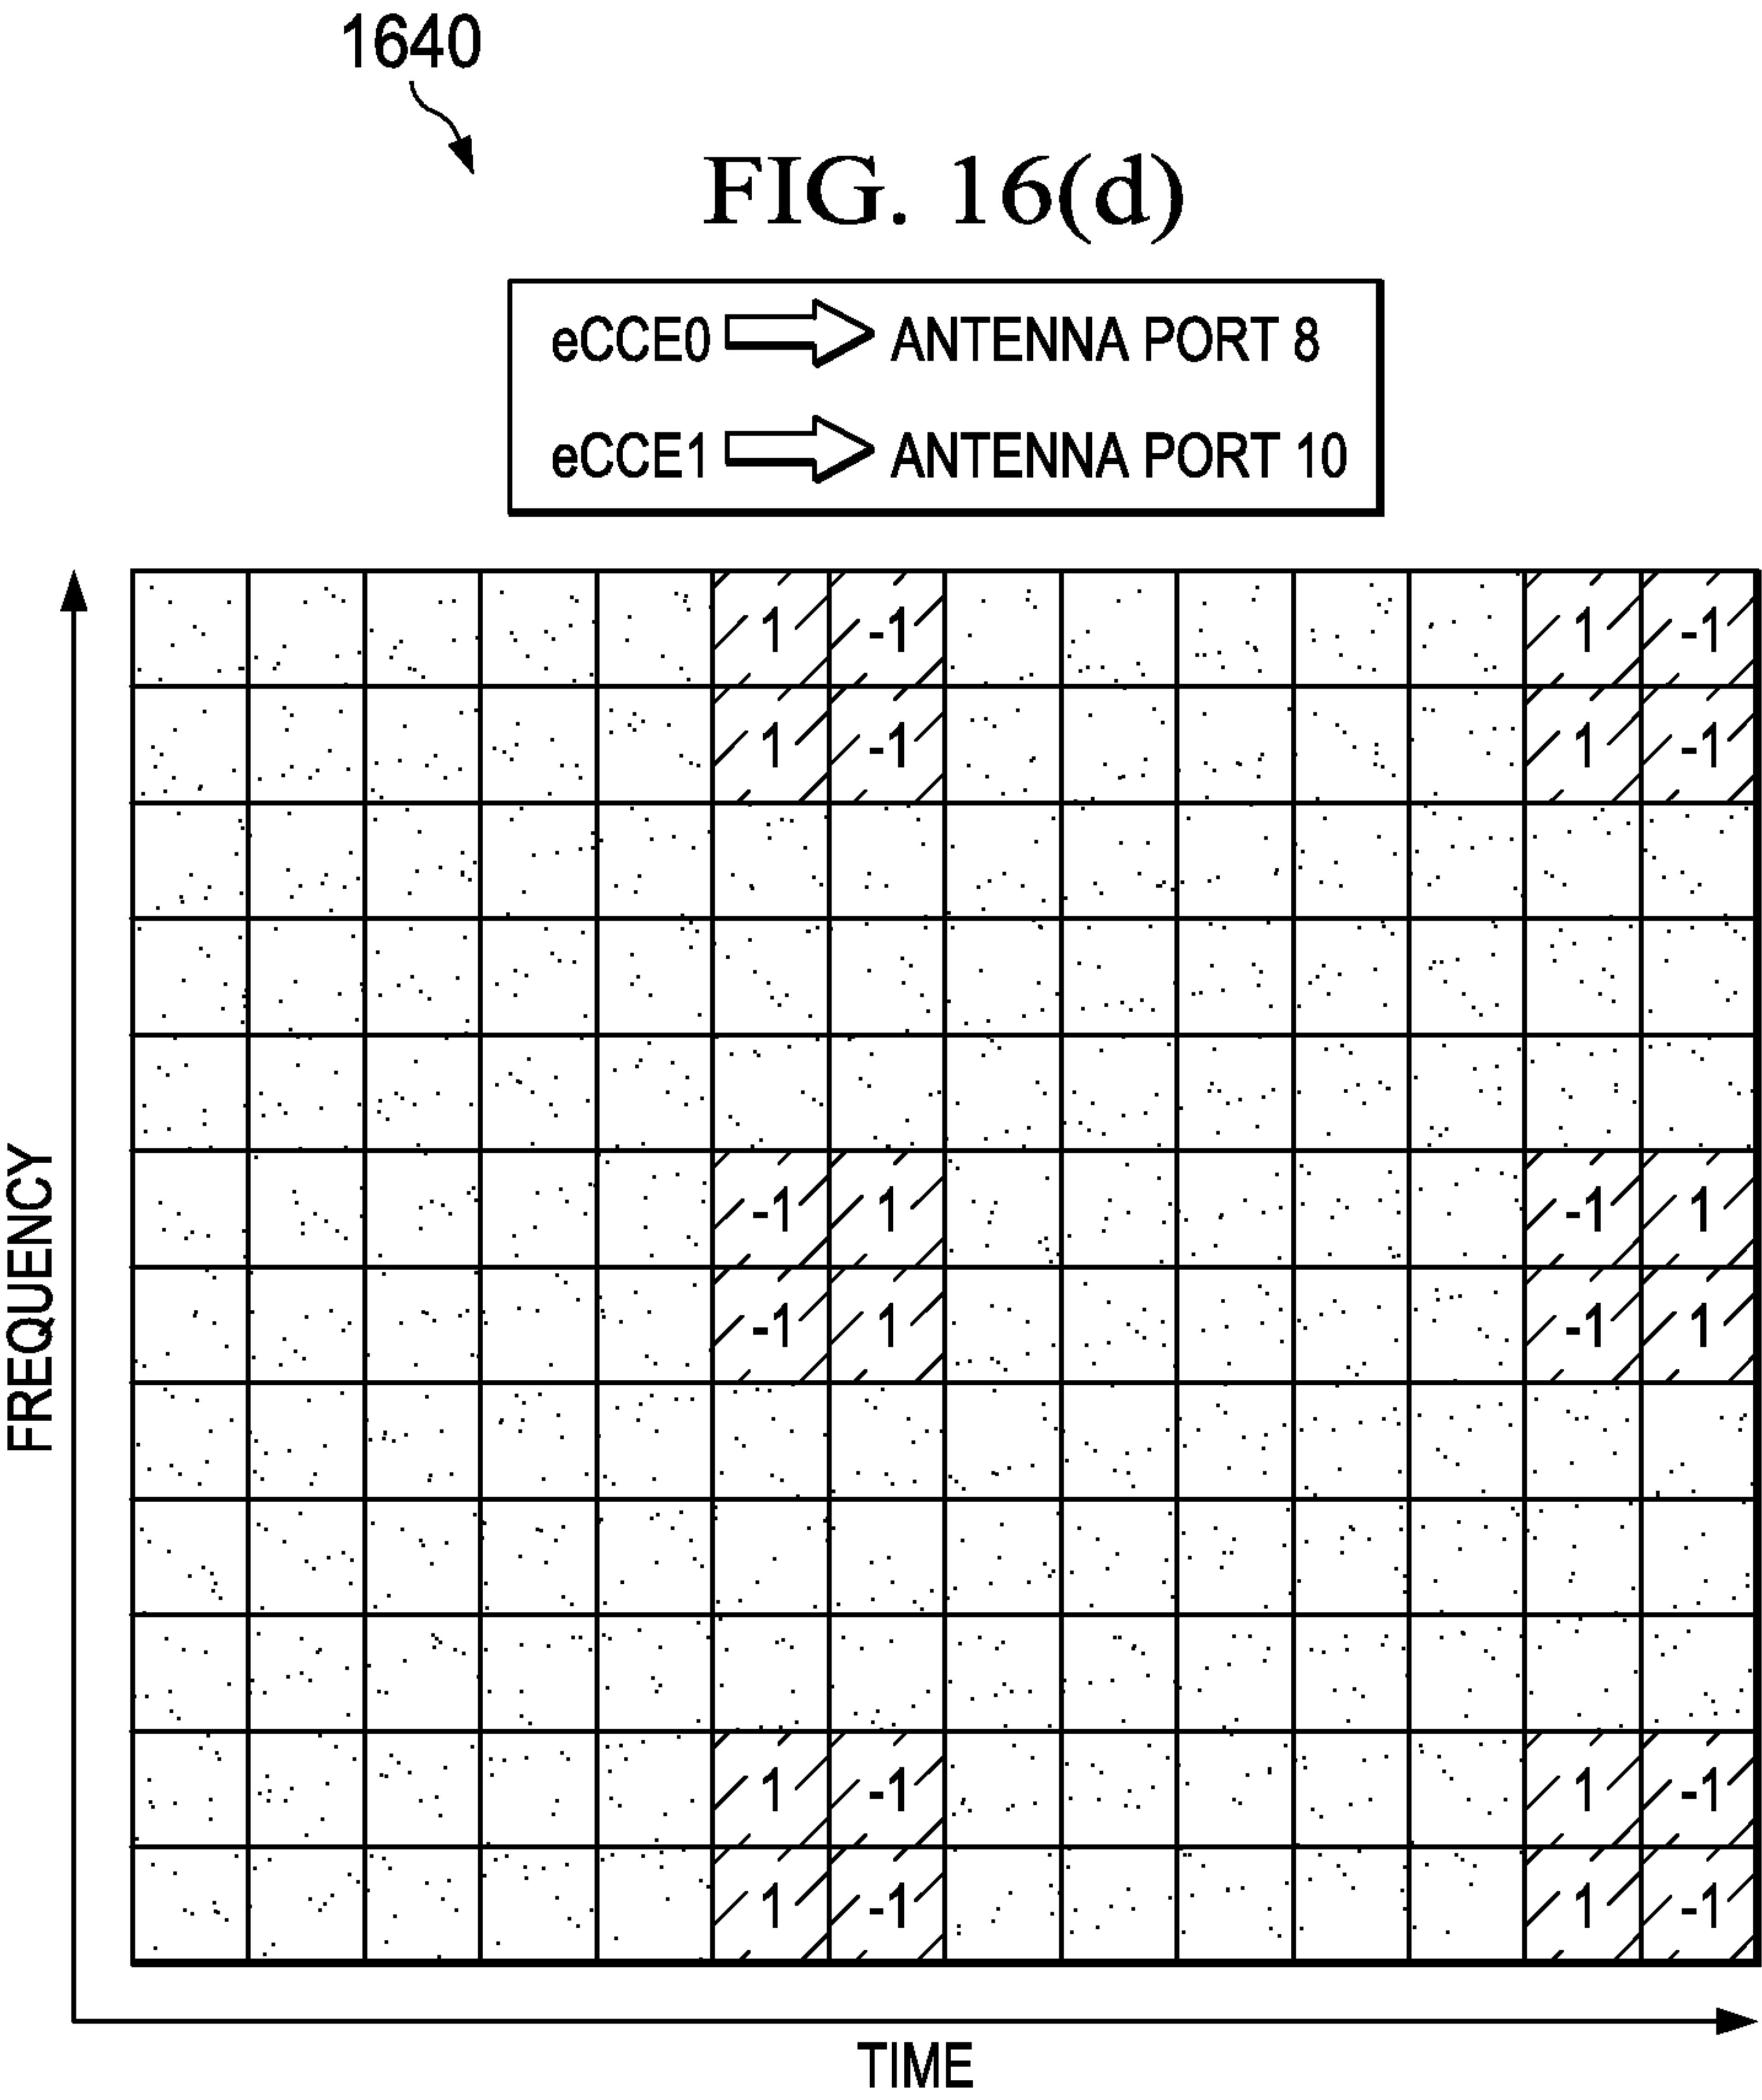 1640
FIG. 16(d)
eCCE0 ANTENNA PORT 8
eCCE1 ANTENNA PORT 10
1 -1 1 -1
1 -1 1 -1
-1 1 -1 1
-1 1 -1 1
1 -1 1 -1
1 -1 1 -1
FREQUENCY
TIME